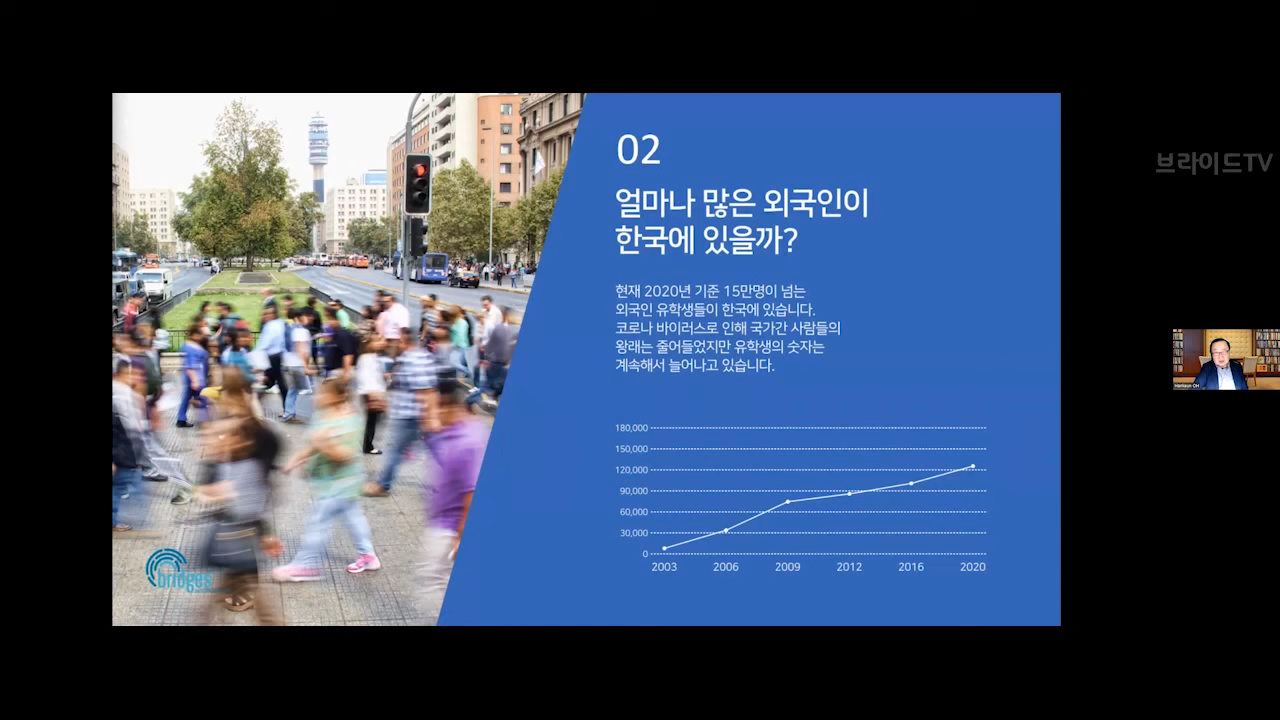 02
얼마나 많은 외국인이
한국에 있을까?
현재 2020년 기준 15만명이 넘는
외국인 유학생들이 한국에 있습니다.
코로나 바이러스로 인해 국가간 사람들의
왕래는 줄어들었지만 유학생의 숫자는
계속해서 늘어나고 있습니다.
180,000
150,000
120,000
90,000
60,000
30,000
0
2003 2006 2009 2012 2016 2020
bridges
브라이드TV